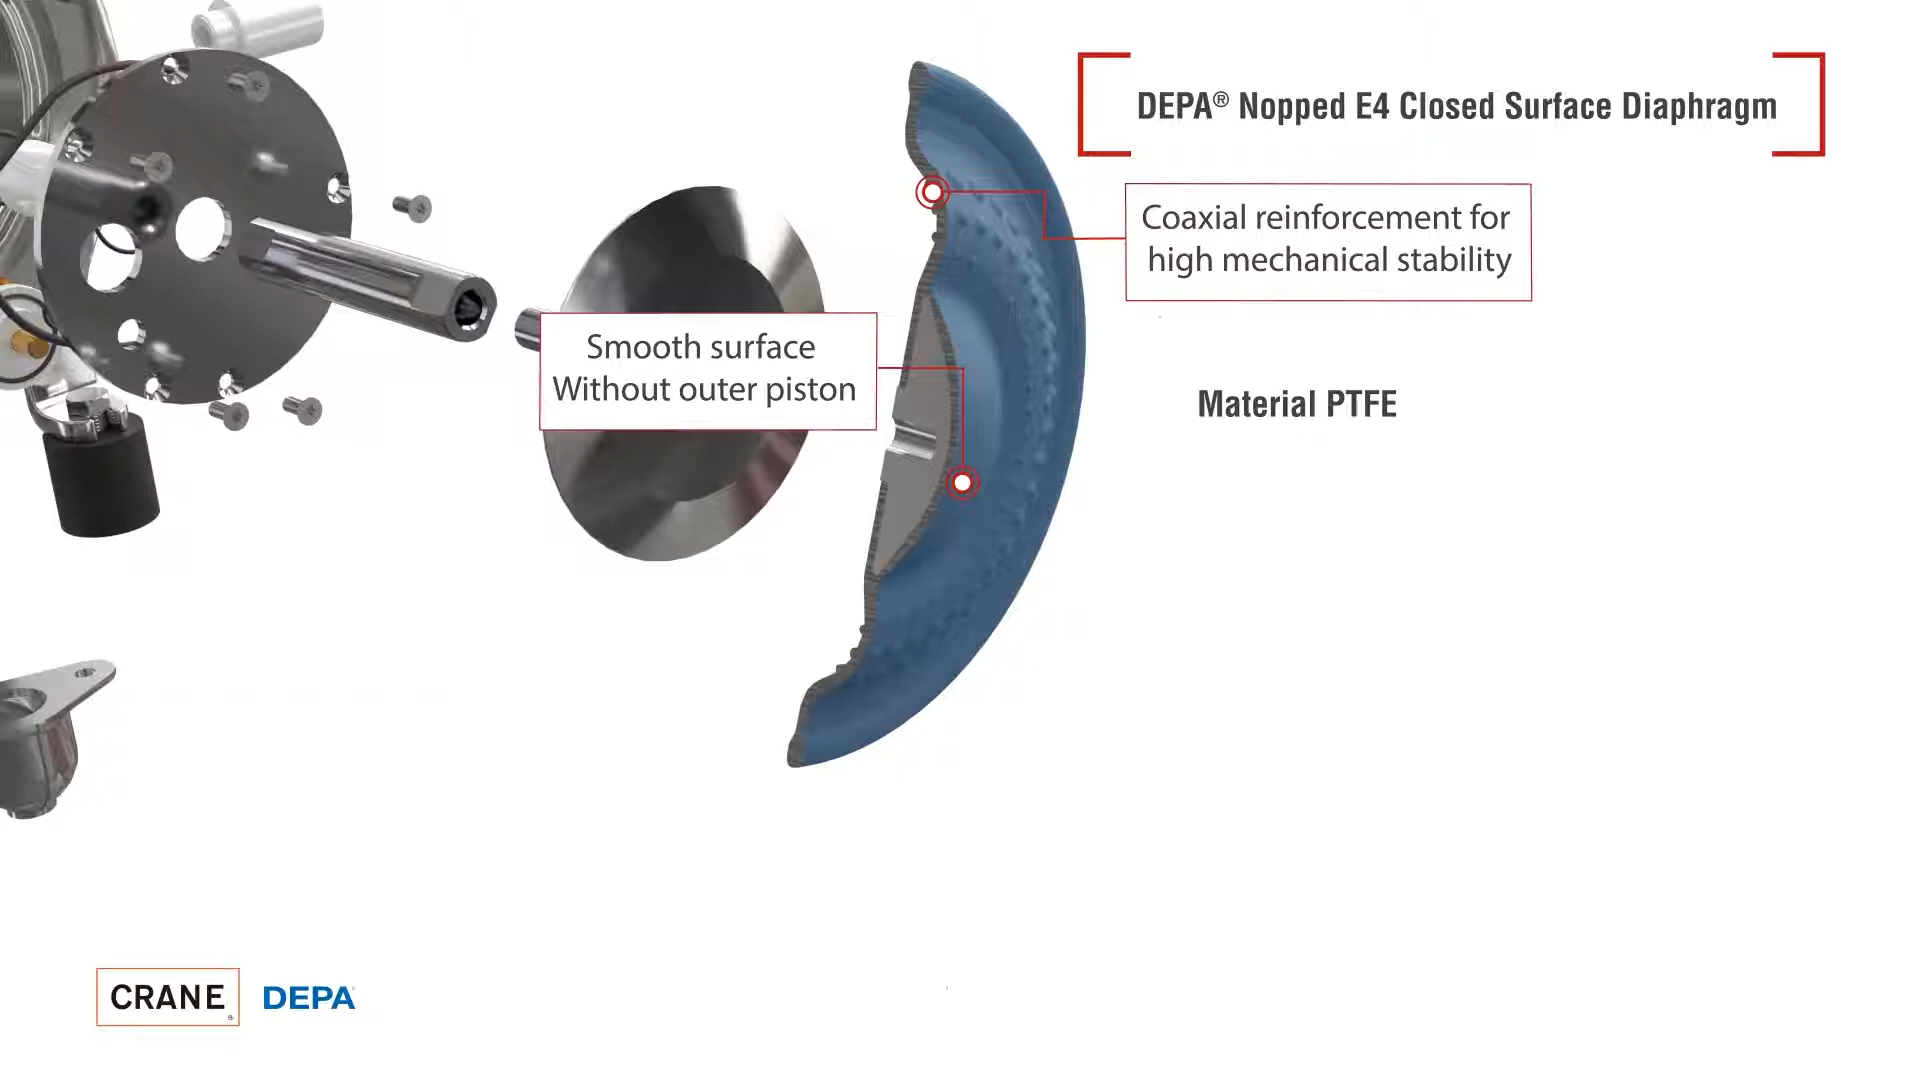 DEPA® Nopped E4 Closed Surface Diaphragm
Coaxial reinforcement for
high mechanical stability
Smooth surface
Without outer piston
Material PTFE
CRANE®
DEPA